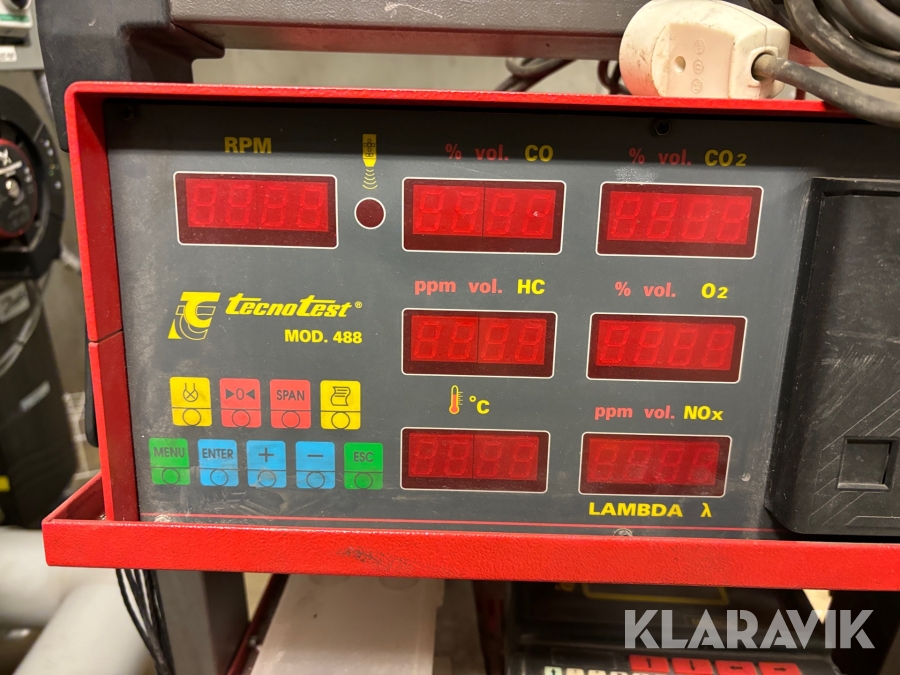 RPM
% vol. CO
% vol. CO2
tecnotest®
MOD. 488
ppm vol. HC
% vol. O2
°C
ppm vol. NOx
▶0◀
SPAN
MENU
ENTER
+
−
ESC
LAMBDA λ
KLARAVIK